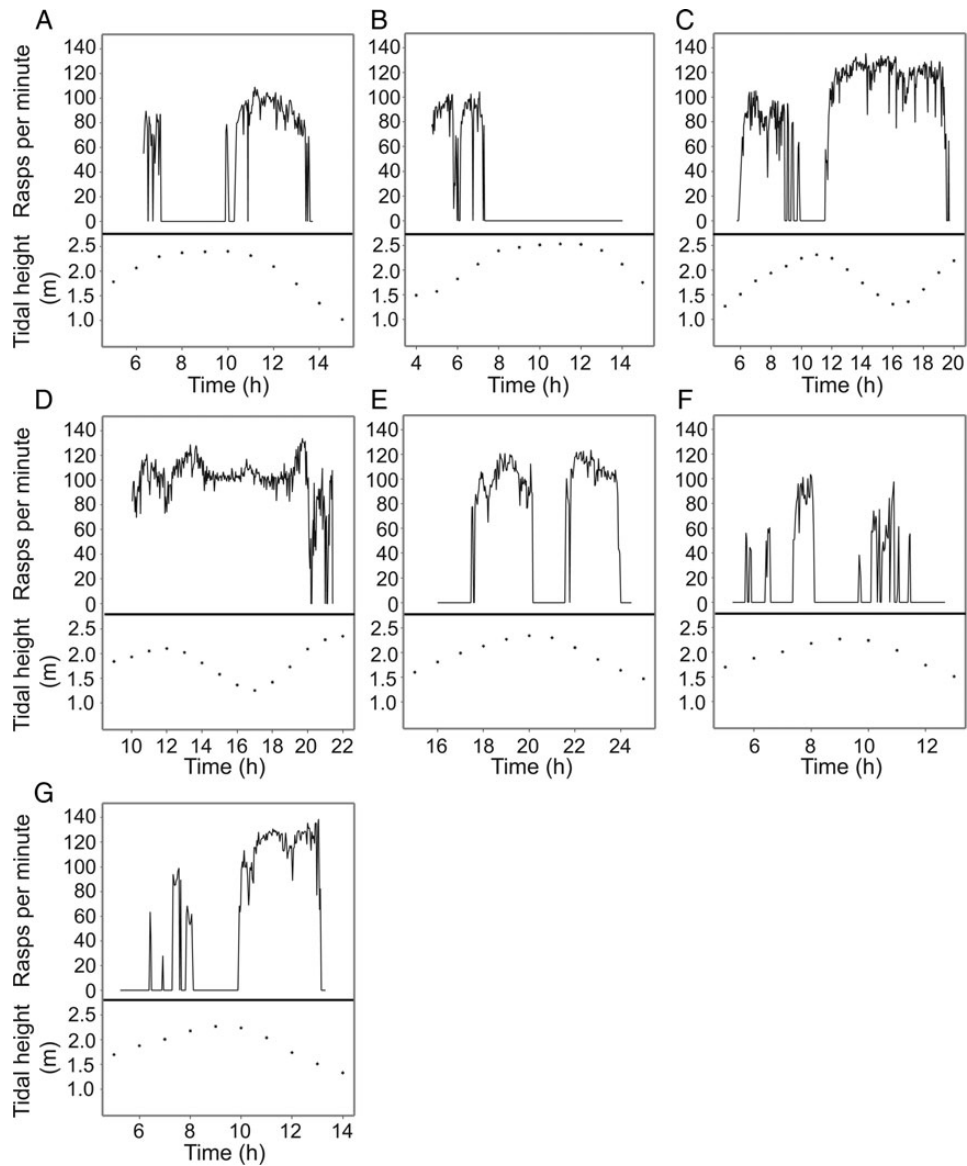 A
Rasps per minute
140
120
100
80
60
40
20
0
Tidal height
(m)
2.5
2.0
1.5
1.0
6 8 10 12 14
Time (h)
B
140
120
100
80
60
40
20
0
2.5
2.0
1.5
1.0
4 6 8 10 12 14
Time (h)
C
140
120
100
80
60
40
20
0
2.5
2.0
1.5
1.0
6 8 10 12 14 16 18 20
Time (h)
D
Rasps per minute
140
120
100
80
60
40
20
0
Tidal height
(m)
2.5
2.0
1.5
1.0
10 12 14 16 18 20 22
Time (h)
E
140
120
100
80
60
40
20
0
2.5
2.0
1.5
1.0
16 18 20 22 24
Time (h)
F
140
120
100
80
60
40
20
0
2.5
2.0
1.5
1.0
6 8 10 12
Time (h)
G
Rasps per minute
140
120
100
80
60
40
20
0
Tidal height
(m)
2.5
2.0
1.5
1.0
6 8 10 12 14
Time (h)